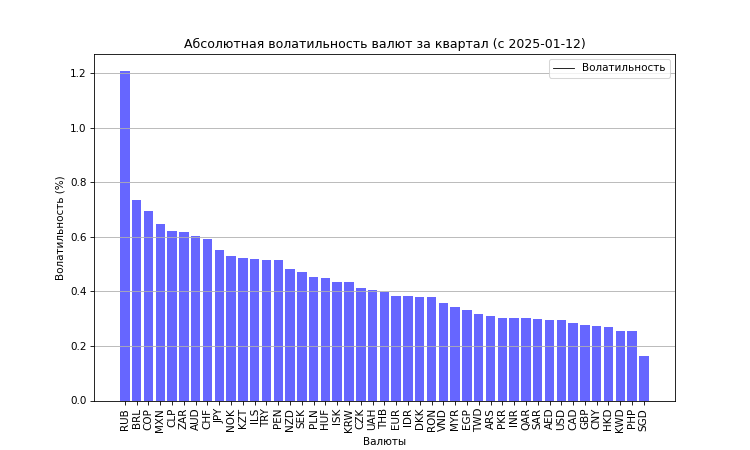 Абсолютная волатильность валют за квартал (с 2025-01-12)
Волатильность
Волатильность (%)
1.2
1.0
0.8
0.6
0.4
0.2
0.0
RUB BRL COP MXN CLP ZAR AUD CHF JPY NOK KZT ILS TRY PEN NZD SEK PLN HUF ISK KRW CZK UAH THB EUR IDR DKK RON VND MYR EGP TWD ARS PKR INR QAR SAR AED USD CAD GBP CNY HKD KWD PHP SGD
Валюты